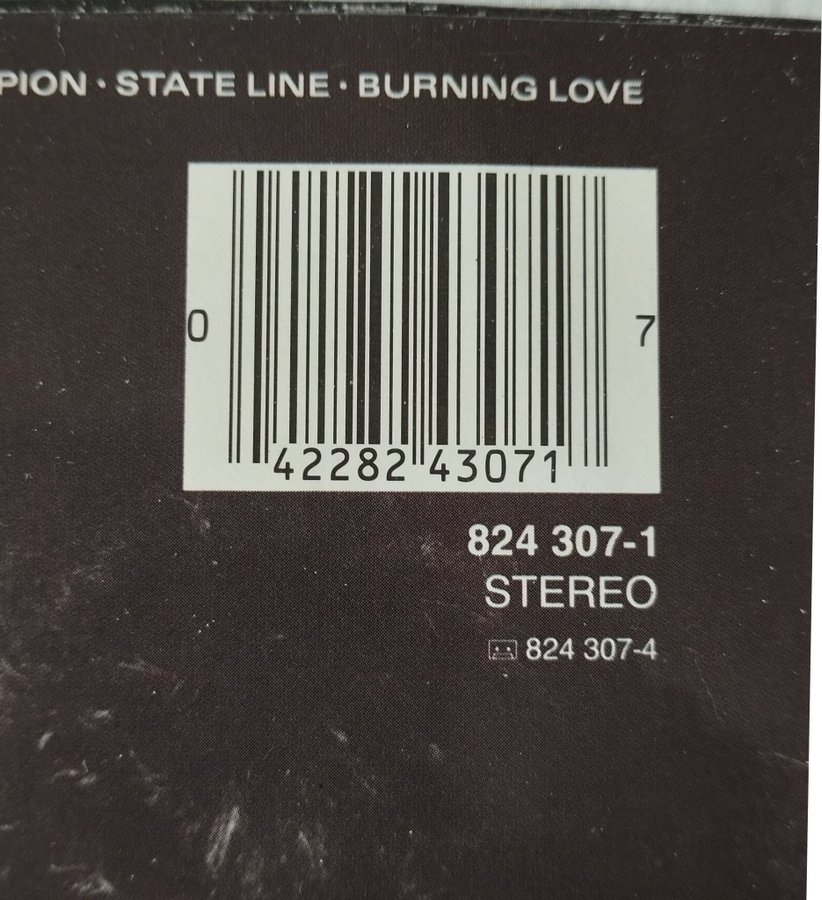 PION · STATE LINE · BURNING LOVE
0 42282 43071 7
824 307-1
STEREO
824 307-4